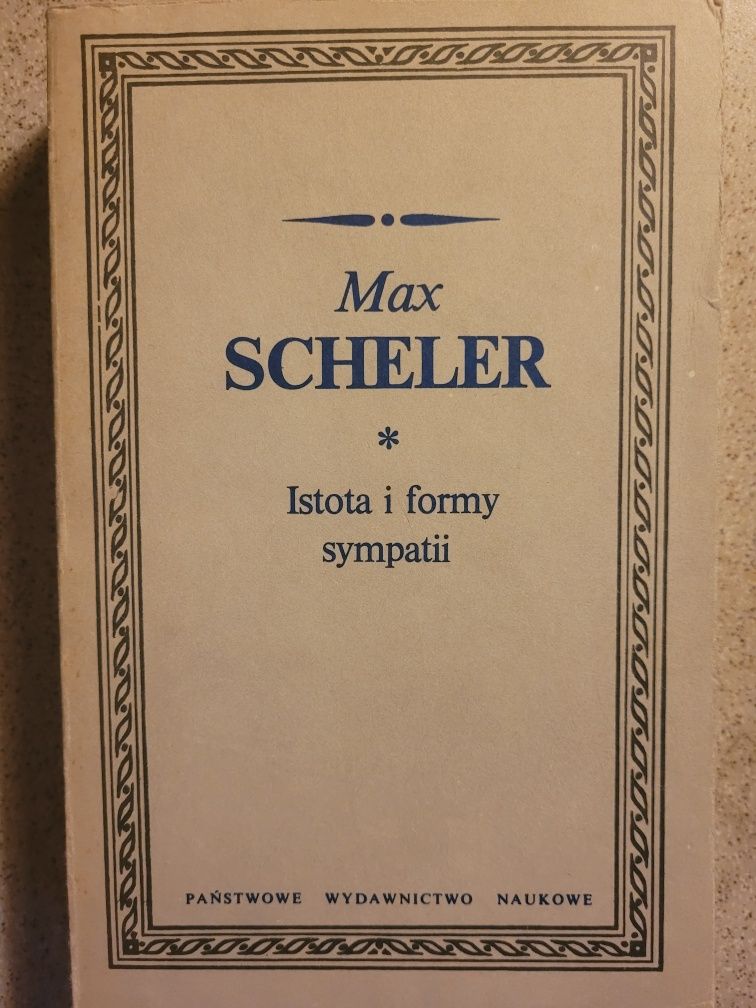 Max
SCHELER
*
Istota i formy
sympatii
PAŃSTWOWE WYDAWNICTWO NAUKOWE